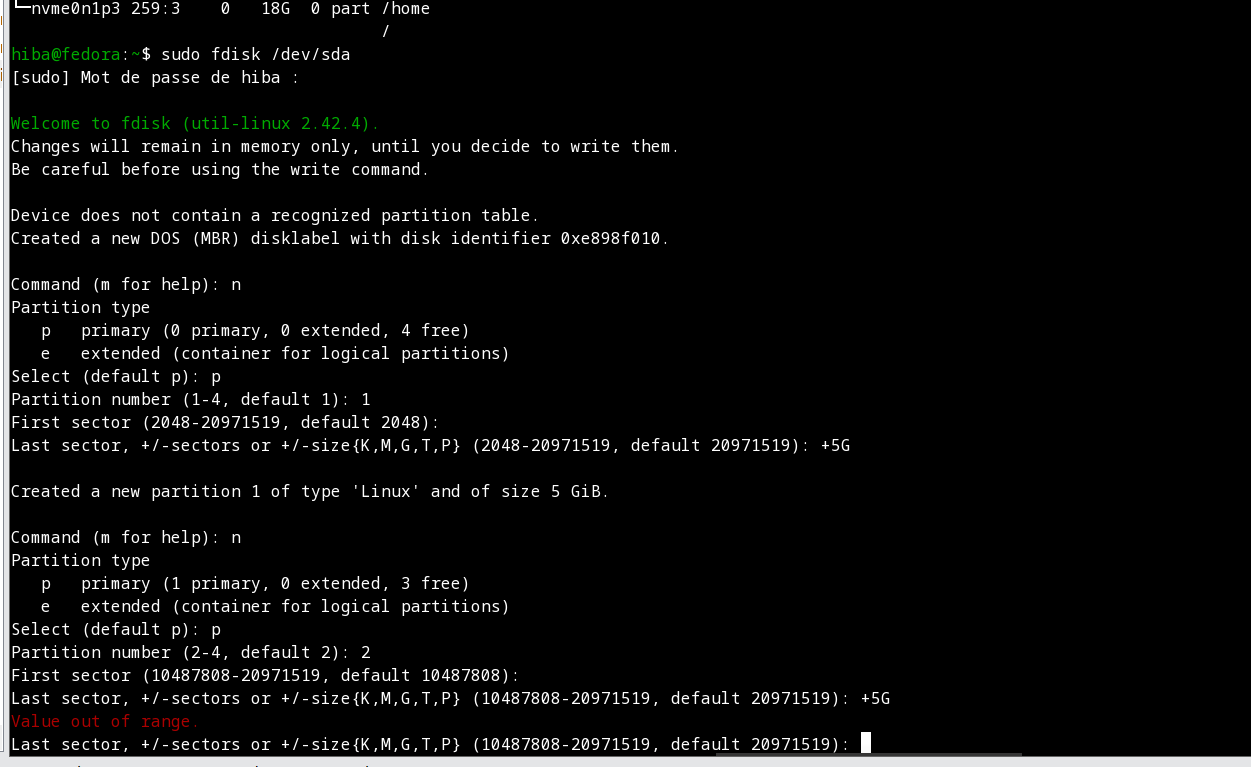 └─nvme0n1p3 259:3    0   18G  0 part /home
                                     /
hiba@fedora:~$ sudo fdisk /dev/sda
[sudo] Mot de passe de hiba :

Welcome to fdisk (util-linux 2.42.4).
Changes will remain in memory only, until you decide to write them.
Be careful before using the write command.

Device does not contain a recognized partition table.
Created a new DOS (MBR) disklabel with disk identifier 0xe898f010.

Command (m for help): n
Partition type
   p   primary (0 primary, 0 extended, 4 free)
   e   extended (container for logical partitions)
Select (default p): p
Partition number (1-4, default 1): 1
First sector (2048-20971519, default 2048):
Last sector, +/-sectors or +/-size{K,M,G,T,P} (2048-20971519, default 20971519): +5G

Created a new partition 1 of type 'Linux' and of size 5 GiB.

Command (m for help): n
Partition type
   p   primary (1 primary, 0 extended, 3 free)
   e   extended (container for logical partitions)
Select (default p): p
Partition number (2-4, default 2): 2
First sector (10487808-20971519, default 10487808):
Last sector, +/-sectors or +/-size{K,M,G,T,P} (10487808-20971519, default 20971519): +5G
Value out of range.
Last sector, +/-sectors or +/-size{K,M,G,T,P} (10487808-20971519, default 20971519):